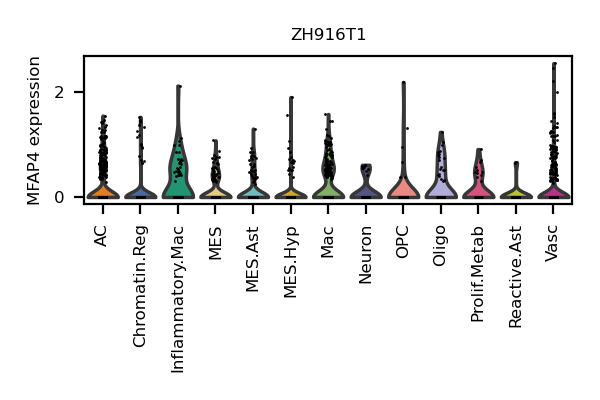 ZH916T1
MFAP4 expression
2
0
AC
Chromatin.Reg
Inflammatory.Mac
MES
MES.Ast
MES.Hyp
Mac
Neuron
OPC
Oligo
Prolif.Metab
Reactive.Ast
Vasc